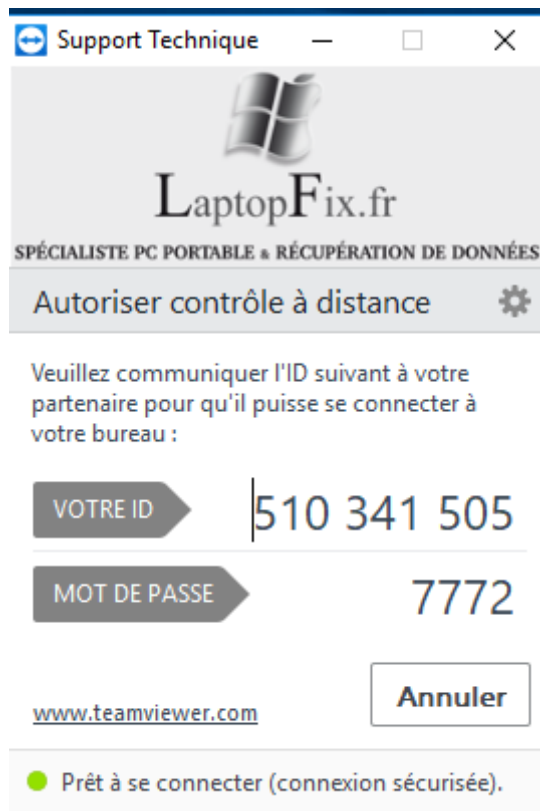 Support Technique
LaptopFix.fr
SPÉCIALISTE PC PORTABLE & RÉCUPÉRATION DE DONNÉES
Autoriser contrôle à distance
Veuillez communiquer l'ID suivant à votre
partenaire pour qu'il puisse se connecter à
votre bureau :
VOTRE ID 510 341 505
MOT DE PASSE 7772
www.teamviewer.com Annuler
Prêt à se connecter (connexion sécurisée).